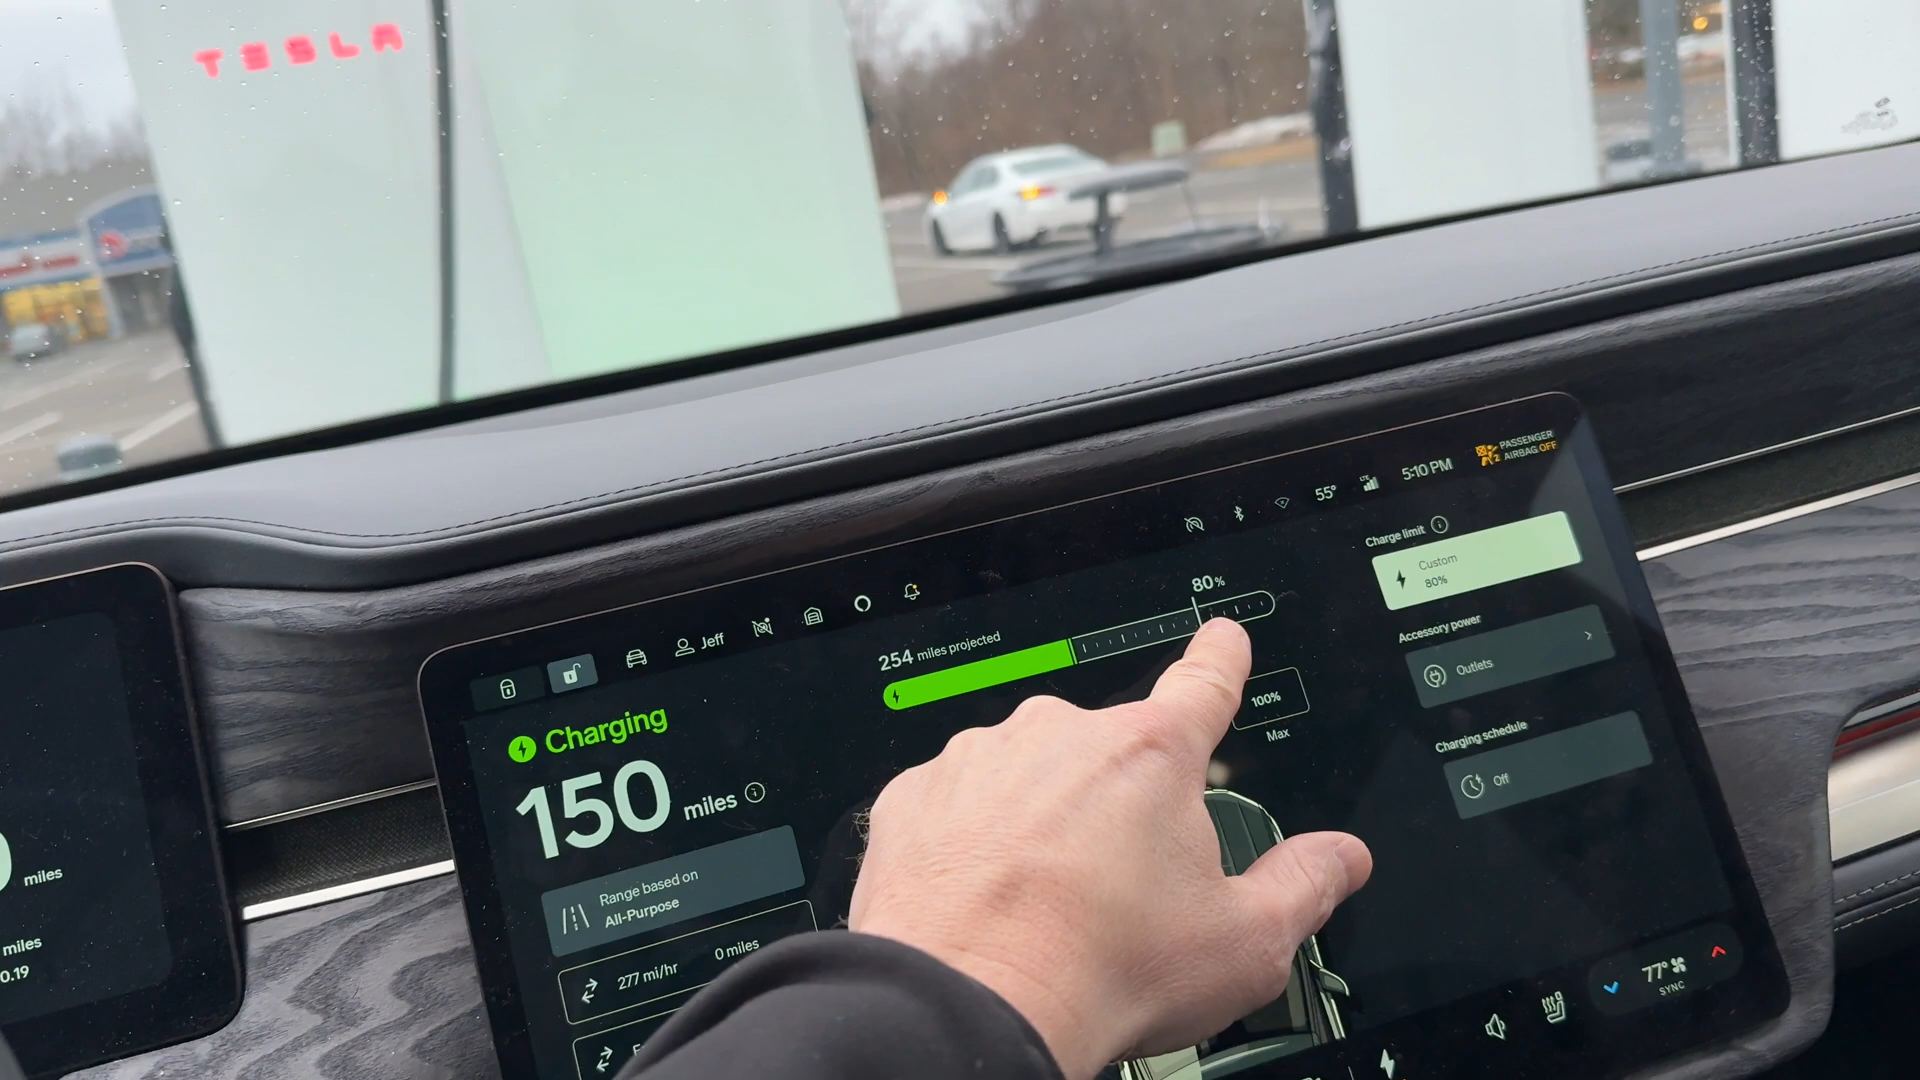 TESLA
PASSENGER
AIRBAG OFF
5:10 PM
LTE
55°
Jeff
80%
254 miles projected
Charge limit
Custom
80%
Charging
150 miles
100%
Max
Accessory power
Outlets
Range based on
All-Purpose
Charging schedule
Off
277 mi/hr
0 miles
77°
SYNC
miles
miles
0.19